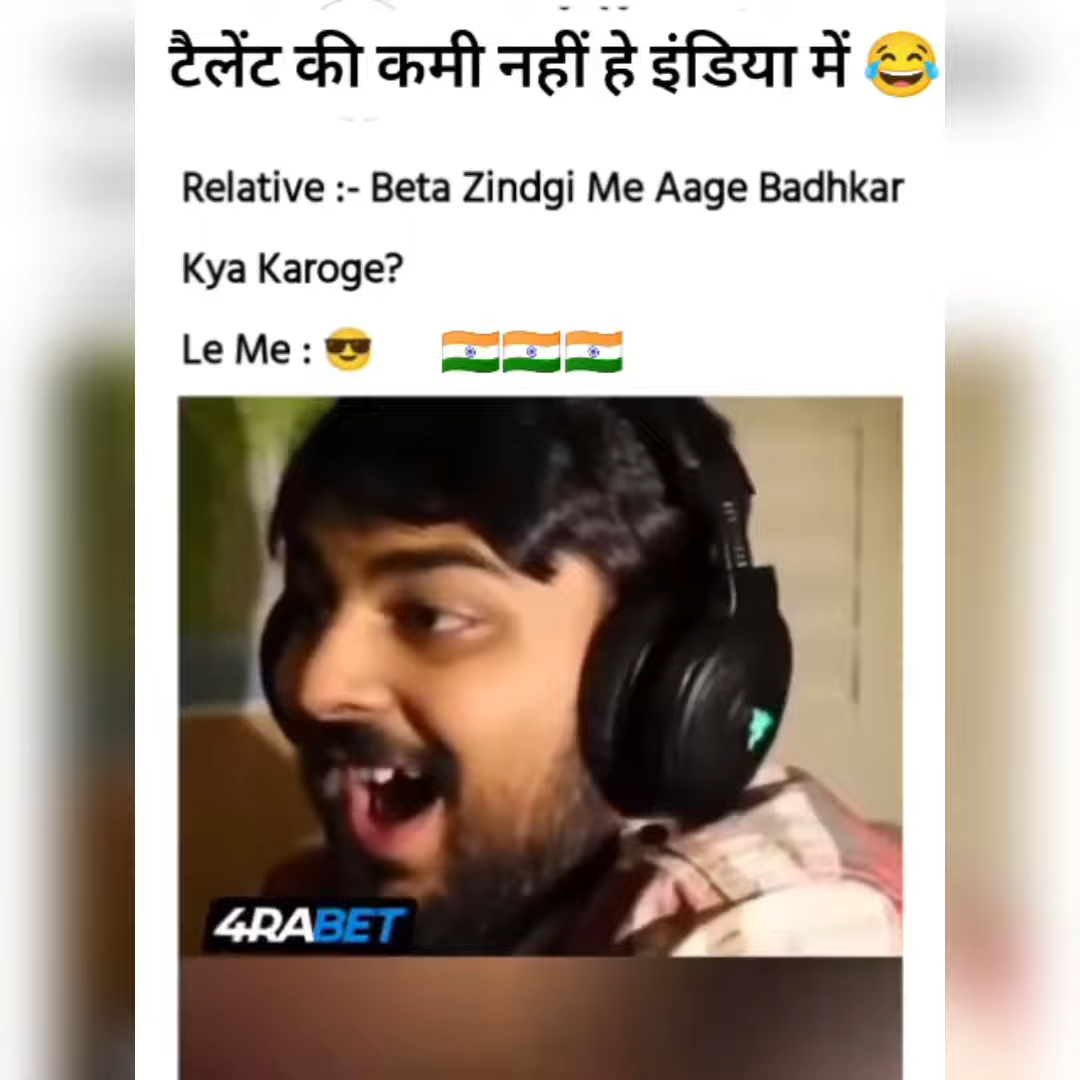 टैलेंट की कमी नहीं हे इंडिया में 😂
Relative :- Beta Zindgi Me Aage Badhkar
Kya Karoge?
Le Me : 😎 🇮🇳🇮🇳🇮🇳
4RABET